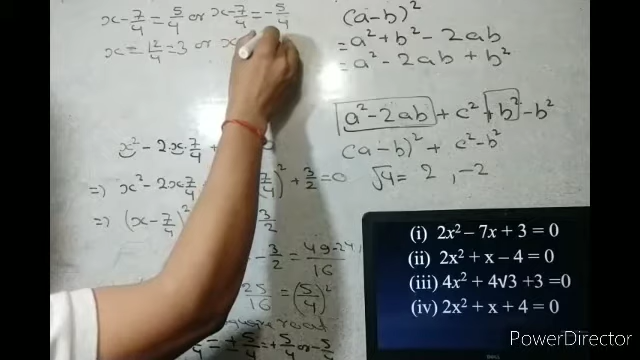 x - 7/4 = 5/4 or x - 7/4 = -5/4
x = 12/4 = 3 or x
x² - 2x·7/4 +
⇒ x² - 2x7/4 7/4)² + 3/2 = 0
⇒ (x - 7/4)² 3/2
- 3/2 = 49-24/16
25/16 = (5/4)²
= ± 5/4 = +5/4 or -5/4
(a-b)²
= a² + b² - 2ab
= a² - 2ab + b²
a² - 2ab + c² + b² - b²
(a-b)² + c² - b²
√4 = 2, -2
(i) 2x² – 7x + 3 = 0
(ii) 2x² + x – 4 = 0
(iii) 4x² + 4√3 +3 =0
(iv) 2x² + x + 4 = 0
PowerDirector